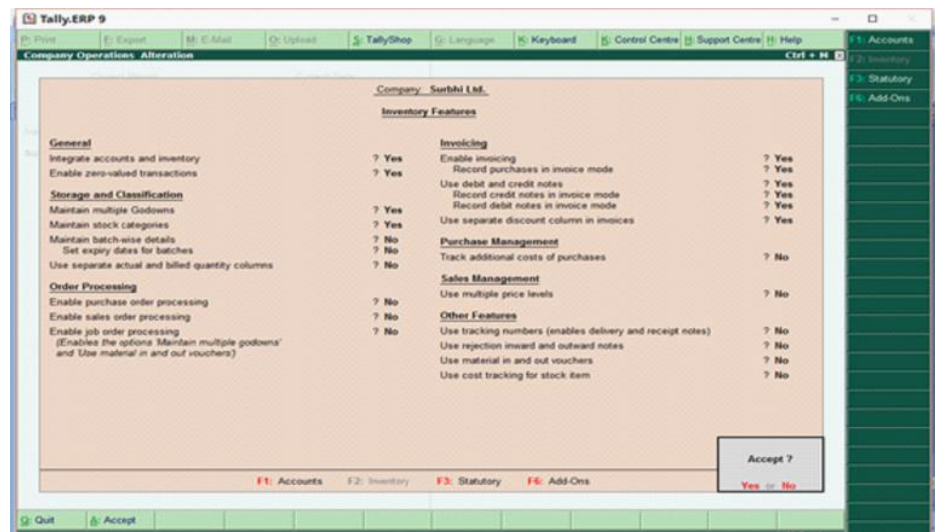 Tally.ERP 9
P: Print E: Export M: E-Mail O: Upload S: TallyShop G: Language K: Keyboard K: Control Centre H: Support Centre H: Help
Company Operations Alteration Ctrl + M
F1: Accounts
F2: Inventory
F3: Statutory
F6: Add-Ons
Company Surbhi Ltd.
Inventory Features
General
Integrate accounts and inventory ? Yes
Enable zero-valued transactions ? Yes
Storage and Classification
Maintain multiple Godowns ? Yes
Maintain stock categories ? Yes
Maintain batch-wise details ? No
Set expiry dates for batches ? No
Use separate actual and billed quantity columns ? No
Order Processing
Enable purchase order processing ? No
Enable sales order processing ? No
Enable job order processing ? No
(Enables the options 'Maintain multiple godowns'
and 'Use material in and out vouchers')
Invoicing
Enable invoicing ? Yes
Record purchases in invoice mode ? Yes
Use debit and credit notes ? Yes
Record credit notes in invoice mode ? Yes
Record debit notes in invoice mode ? Yes
Use separate discount column in invoices ? Yes
Purchase Management
Track additional costs of purchases ? No
Sales Management
Use multiple price levels ? No
Other Features
Use tracking numbers (enables delivery and receipt notes) ? No
Use rejection inward and outward notes ? No
Use material in and out vouchers ? No
Use cost tracking for stock item ? No
Accept ?
Yes or No
F1: Accounts F2: Inventory F3: Statutory F6: Add-Ons
Q: Quit A: Accept